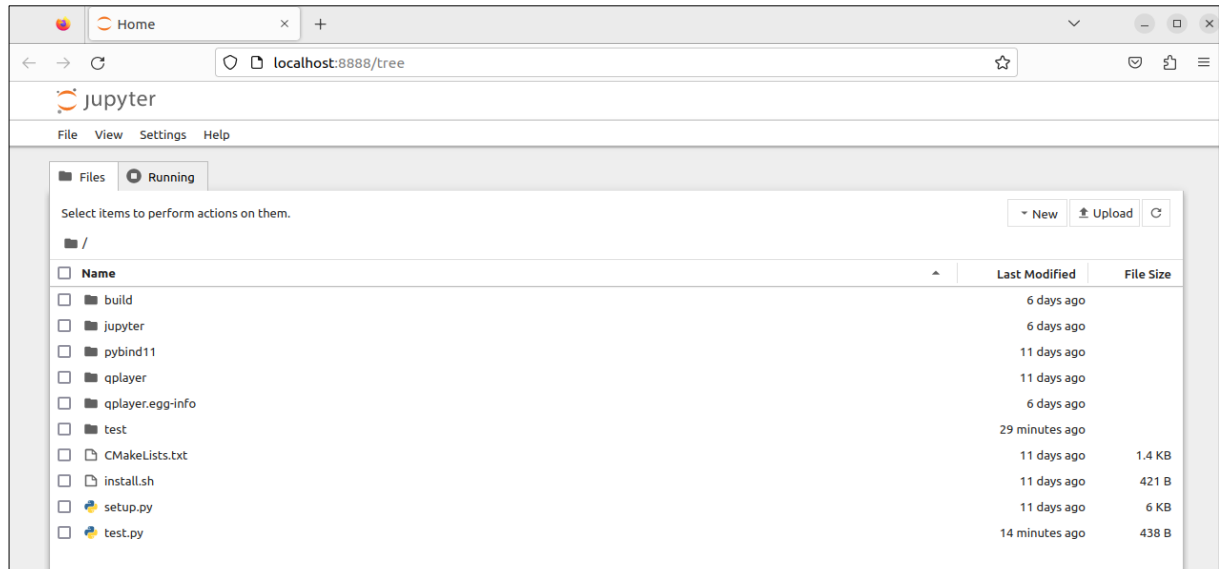 Home
localhost:8888/tree
jupyter
File View Settings Help
Files Running
Select items to perform actions on them.
New Upload
/
Name Last Modified File Size
build 6 days ago
jupyter 6 days ago
pybind11 11 days ago
qplayer 11 days ago
qplayer.egg-info 6 days ago
test 29 minutes ago
CMakeLists.txt 11 days ago 1.4 KB
install.sh 11 days ago 421 B
setup.py 11 days ago 6 KB
test.py 14 minutes ago 438 B